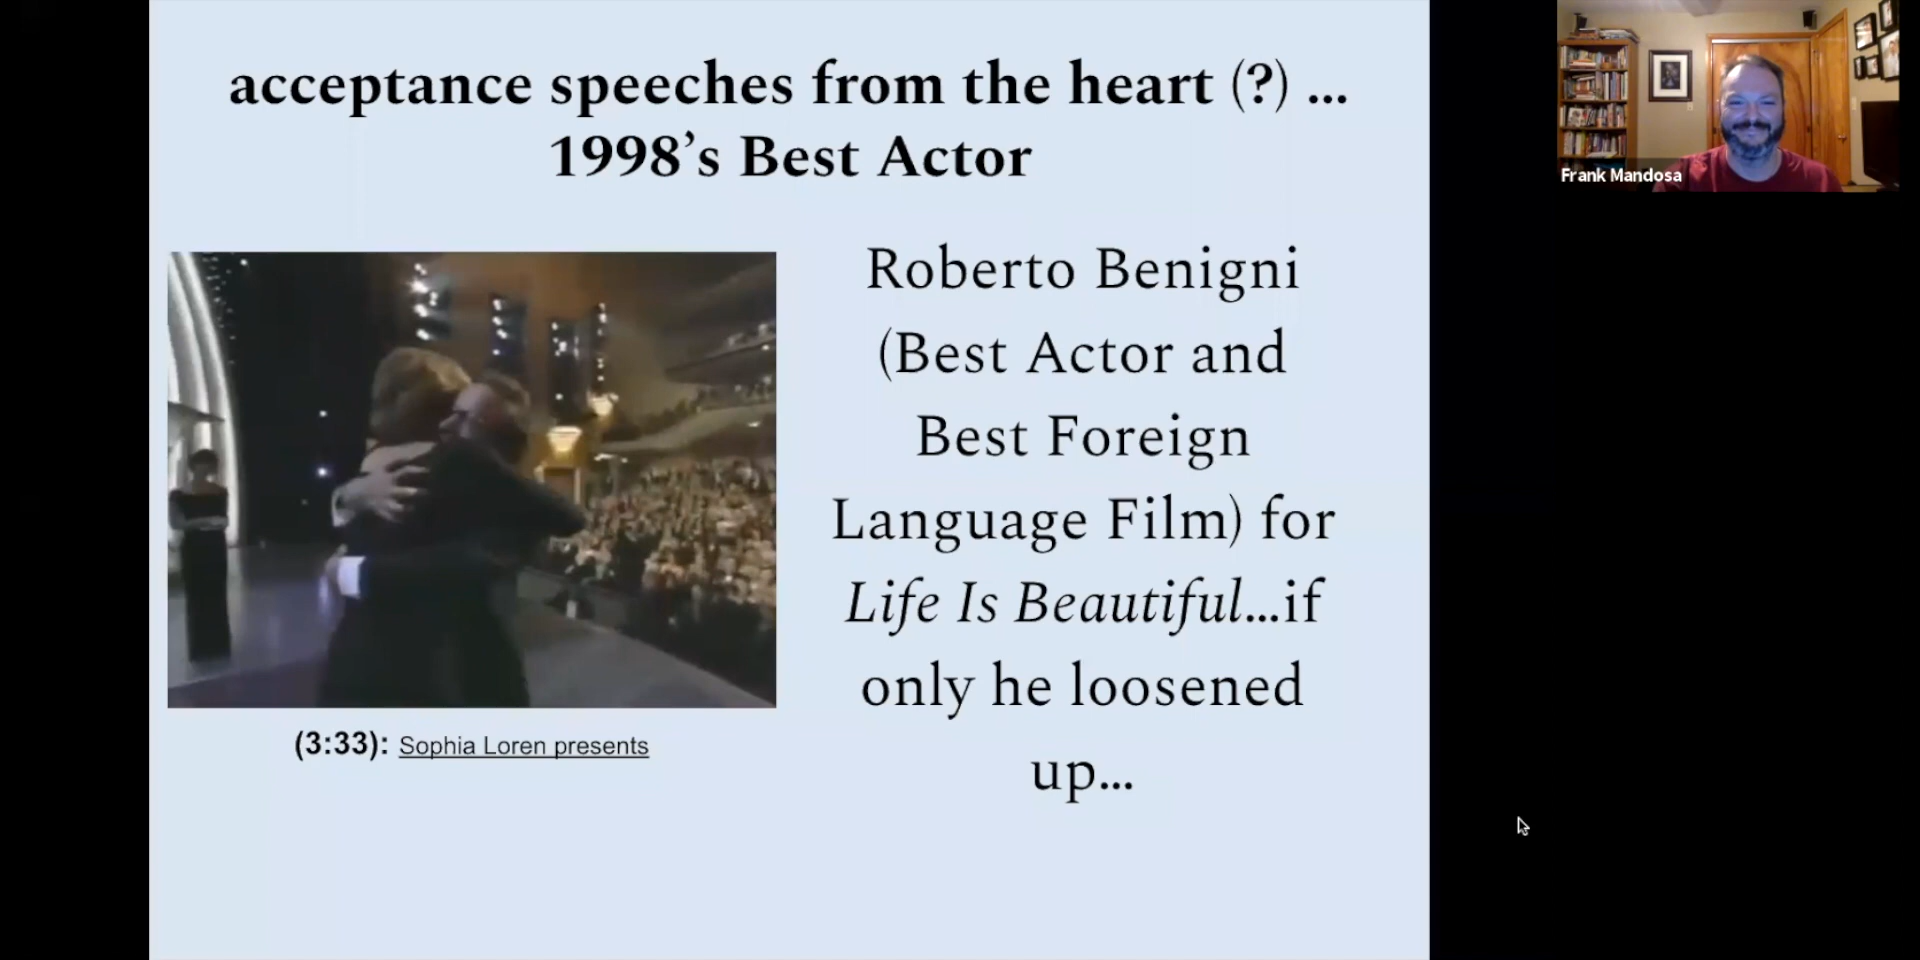 acceptance speeches from the heart (?) ...
1998’s Best Actor
Roberto Benigni
(Best Actor and
Best Foreign
Language Film) for
Life Is Beautiful...if
only he loosened
up...
(3:33): Sophia Loren presents
Frank Mandosa